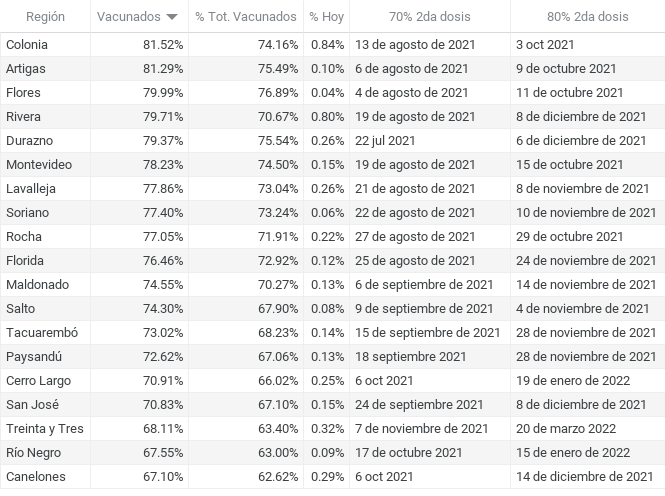 Región Vacunados % Tot. Vacunados % Hoy 70% 2da dosis 80% 2da dosis
Colonia 81.52% 74.16% 0.84% 13 de agosto de 2021 3 oct 2021
Artigas 81.29% 75.49% 0.10% 6 de agosto de 2021 9 de octubre 2021
Flores 79.99% 76.89% 0.04% 4 de agosto de 2021 11 de octubre 2021
Rivera 79.71% 70.67% 0.80% 19 de agosto de 2021 8 de diciembre de 2021
Durazno 79.37% 75.54% 0.26% 22 jul 2021 6 de diciembre de 2021
Montevideo 78.23% 74.50% 0.15% 19 de agosto de 2021 15 de octubre 2021
Lavalleja 77.86% 73.04% 0.26% 21 de agosto de 2021 8 de noviembre de 2021
Soriano 77.40% 73.24% 0.06% 22 de agosto de 2021 10 de noviembre de 2021
Rocha 77.05% 71.91% 0.22% 27 de agosto de 2021 29 de octubre 2021
Florida 76.46% 72.92% 0.12% 25 de agosto de 2021 24 de noviembre de 2021
Maldonado 74.55% 70.27% 0.13% 6 de septiembre de 2021 14 de noviembre de 2021
Salto 74.30% 67.90% 0.08% 9 de septiembre de 2021 4 de noviembre de 2021
Tacuarembó 73.02% 68.23% 0.14% 15 de septiembre de 2021 28 de noviembre de 2021
Paysandú 72.62% 67.06% 0.13% 18 septiembre 2021 28 de noviembre de 2021
Cerro Largo 70.91% 66.02% 0.25% 6 oct 2021 19 de enero de 2022
San José 70.83% 67.10% 0.15% 24 de septiembre de 2021 8 de diciembre de 2021
Treinta y Tres 68.11% 63.40% 0.32% 7 de noviembre de 2021 20 de marzo 2022
Río Negro 67.55% 63.00% 0.09% 17 de octubre 2021 15 de enero de 2022
Canelones 67.10% 62.62% 0.29% 6 oct 2021 14 de diciembre de 2021